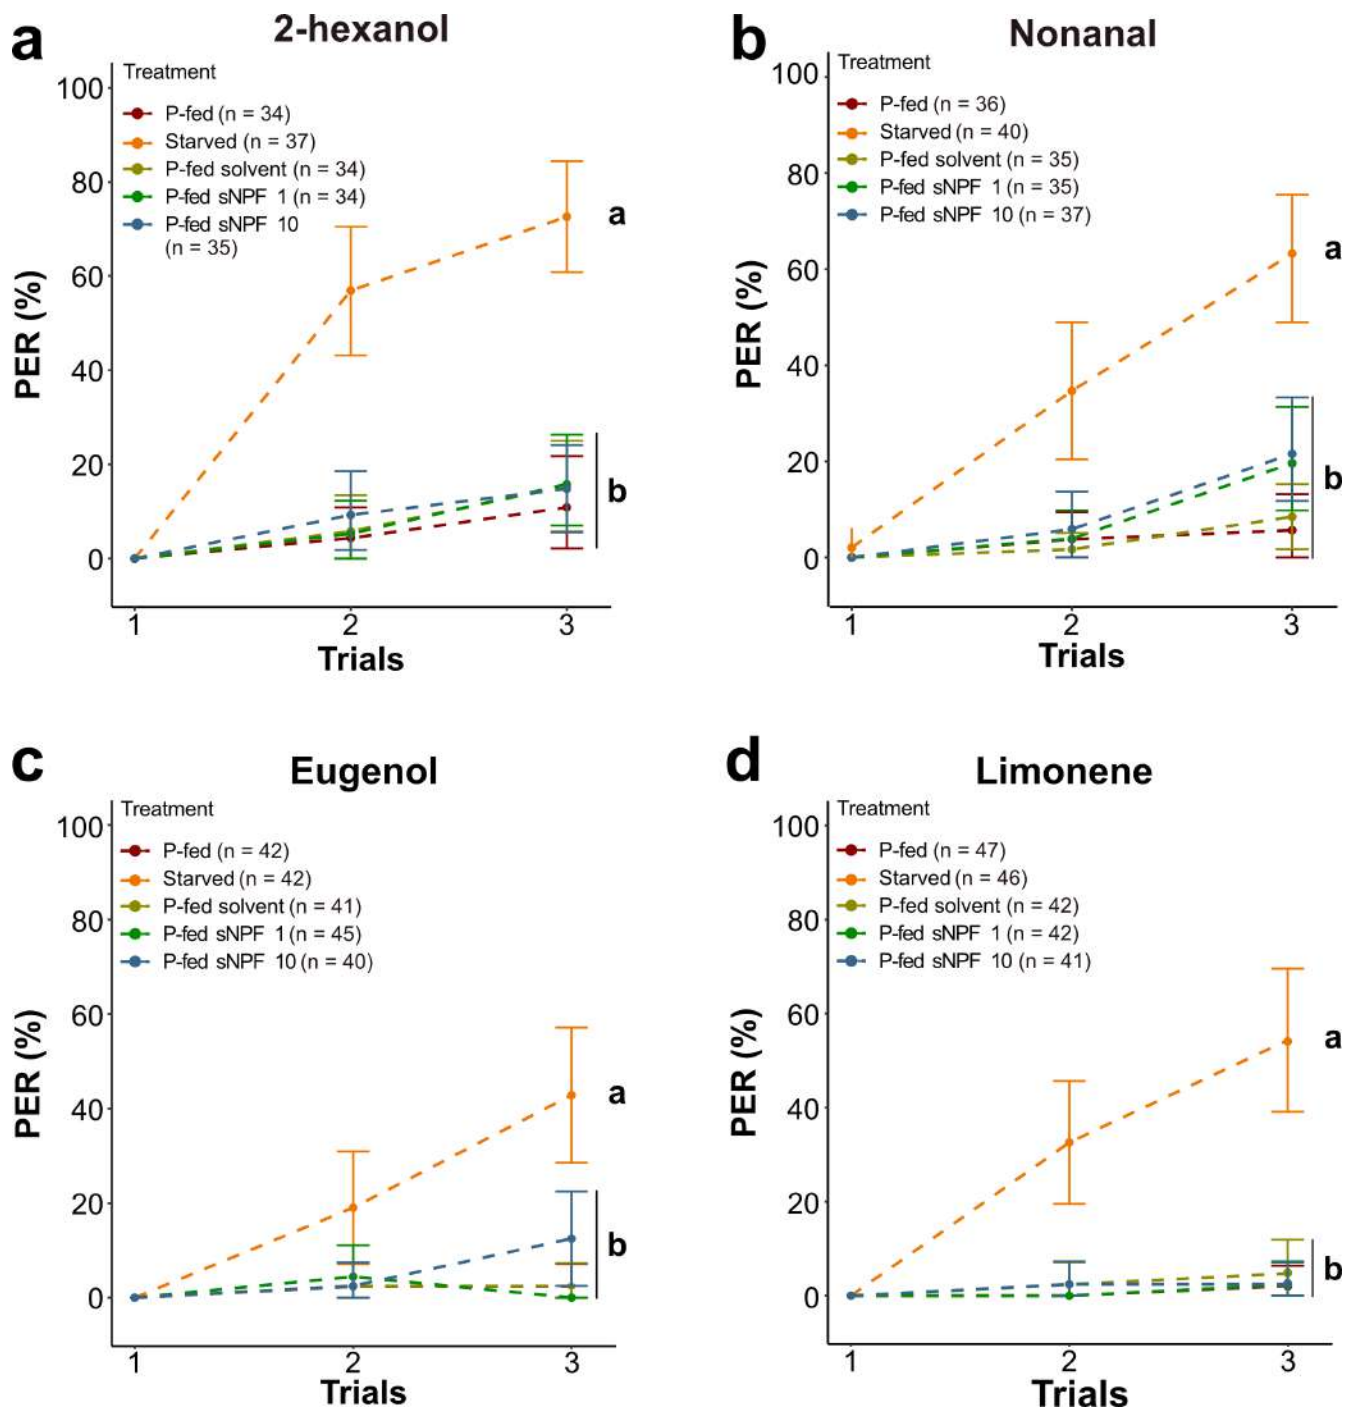 a
2-hexanol
Treatment
P-fed (n = 34)
Starved (n = 37)
P-fed solvent (n = 34)
P-fed sNPF 1 (n = 34)
P-fed sNPF 10
(n = 35)
PER (%)
100
80
60
40
20
0
a
b
1 2 3
Trials
b
Nonanal
Treatment
P-fed (n = 36)
Starved (n = 40)
P-fed solvent (n = 35)
P-fed sNPF 1 (n = 35)
P-fed sNPF 10 (n = 37)
PER (%)
100
80
60
40
20
0
a
b
1 2 3
Trials
c
Eugenol
Treatment
P-fed (n = 42)
Starved (n = 42)
P-fed solvent (n = 41)
P-fed sNPF 1 (n = 45)
P-fed sNPF 10 (n = 40)
PER (%)
100
80
60
40
20
0
a
b
1 2 3
Trials
d
Limonene
Treatment
P-fed (n = 47)
Starved (n = 46)
P-fed solvent (n = 42)
P-fed sNPF 1 (n = 42)
P-fed sNPF 10 (n = 41)
PER (%)
100
80
60
40
20
0
a
b
1 2 3
Trials